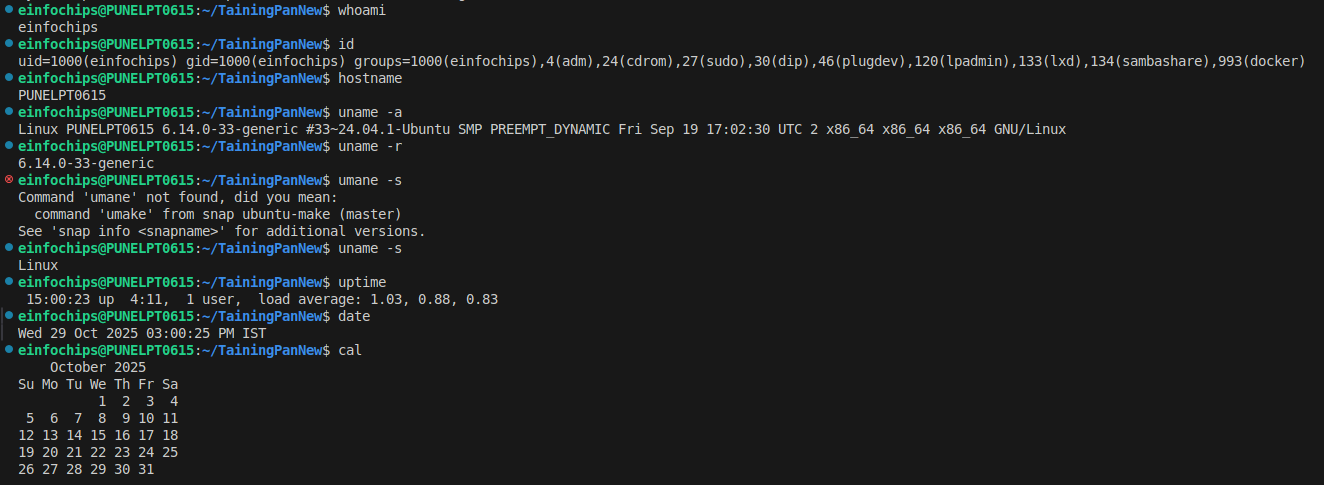 einfochips@PUNELPT0615:~/TainingPanNew$ whoami
einfochips
einfochips@PUNELPT0615:~/TainingPanNew$ id
uid=1000(einfochips) gid=1000(einfochips) groups=1000(einfochips),4(adm),24(cdrom),27(sudo),30(dip),46(plugdev),120(lpadmin),133(lxd),134(sambashare),993(docker)
einfochips@PUNELPT0615:~/TainingPanNew$ hostname
PUNELPT0615
einfochips@PUNELPT0615:~/TainingPanNew$ uname -a
Linux PUNELPT0615 6.14.0-33-generic #33~24.04.1-Ubuntu SMP PREEMPT_DYNAMIC Fri Sep 19 17:02:30 UTC 2 x86_64 x86_64 x86_64 GNU/Linux
einfochips@PUNELPT0615:~/TainingPanNew$ uname -r
6.14.0-33-generic
einfochips@PUNELPT0615:~/TainingPanNew$ umane -s
Command 'umane' not found, did you mean:
  command 'umake' from snap ubuntu-make (master)
See 'snap info <snapname>' for additional versions.
einfochips@PUNELPT0615:~/TainingPanNew$ uname -s
Linux
einfochips@PUNELPT0615:~/TainingPanNew$ uptime
 15:00:23 up  4:11,  1 user,  load average: 1.03, 0.88, 0.83
einfochips@PUNELPT0615:~/TainingPanNew$ date
Wed 29 Oct 2025 03:00:25 PM IST
einfochips@PUNELPT0615:~/TainingPanNew$ cal
    October 2025
Su Mo Tu We Th Fr Sa
          1  2  3  4
 5  6  7  8  9 10 11
12 13 14 15 16 17 18
19 20 21 22 23 24 25
26 27 28 29 30 31